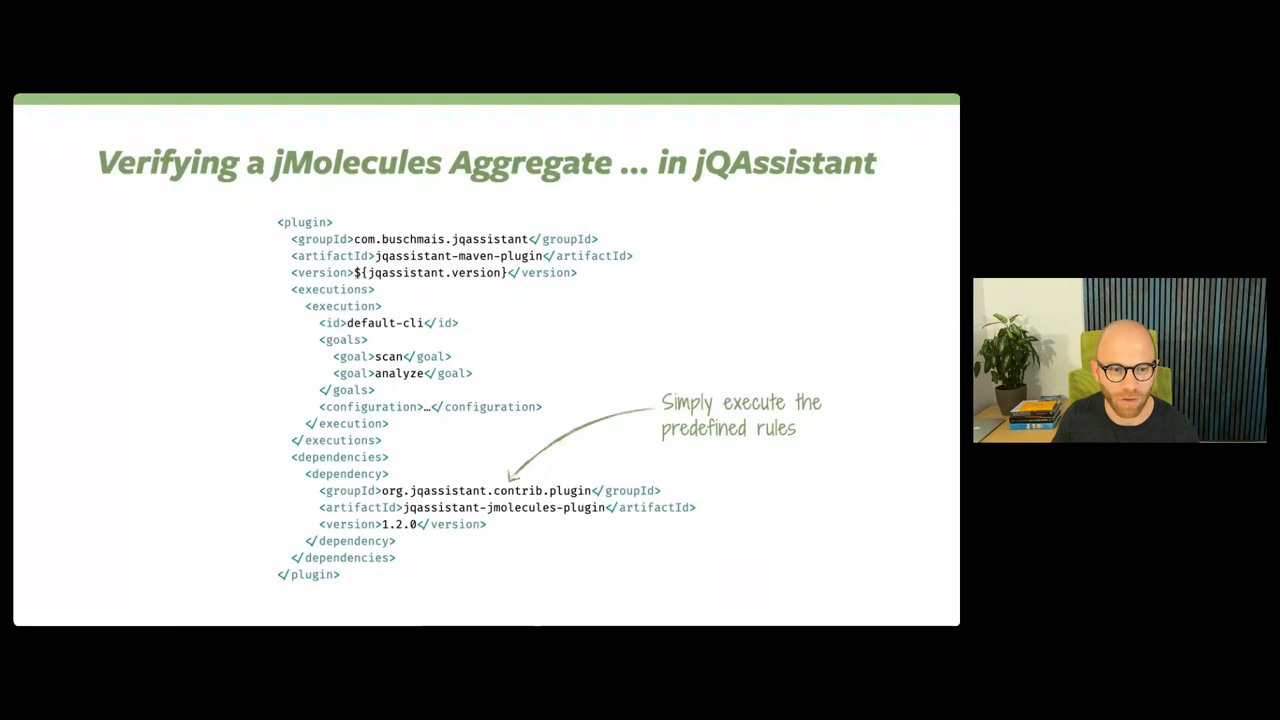 Verifying a jMolecules Aggregate … in jQAssistant
<plugin>
<groupId>com.buschmais.jqassistant</groupId>
<artifactId>jqassistant-maven-plugin</artifactId>
<version>${jqassistant.version}</version>
<executions>
<execution>
<id>default-cli</id>
<goals>
<goal>scan</goal>
<goal>analyze</goal>
</goals>
<configuration>…</configuration>
</execution>
</executions>
<dependencies>
<dependency>
<groupId>org.jqassistant.contrib.plugin</groupId>
<artifactId>jqassistant-jmolecules-plugin</artifactId>
<version>1.2.0</version>
</dependency>
</dependencies>
</plugin>
Simply execute the
predefined rules